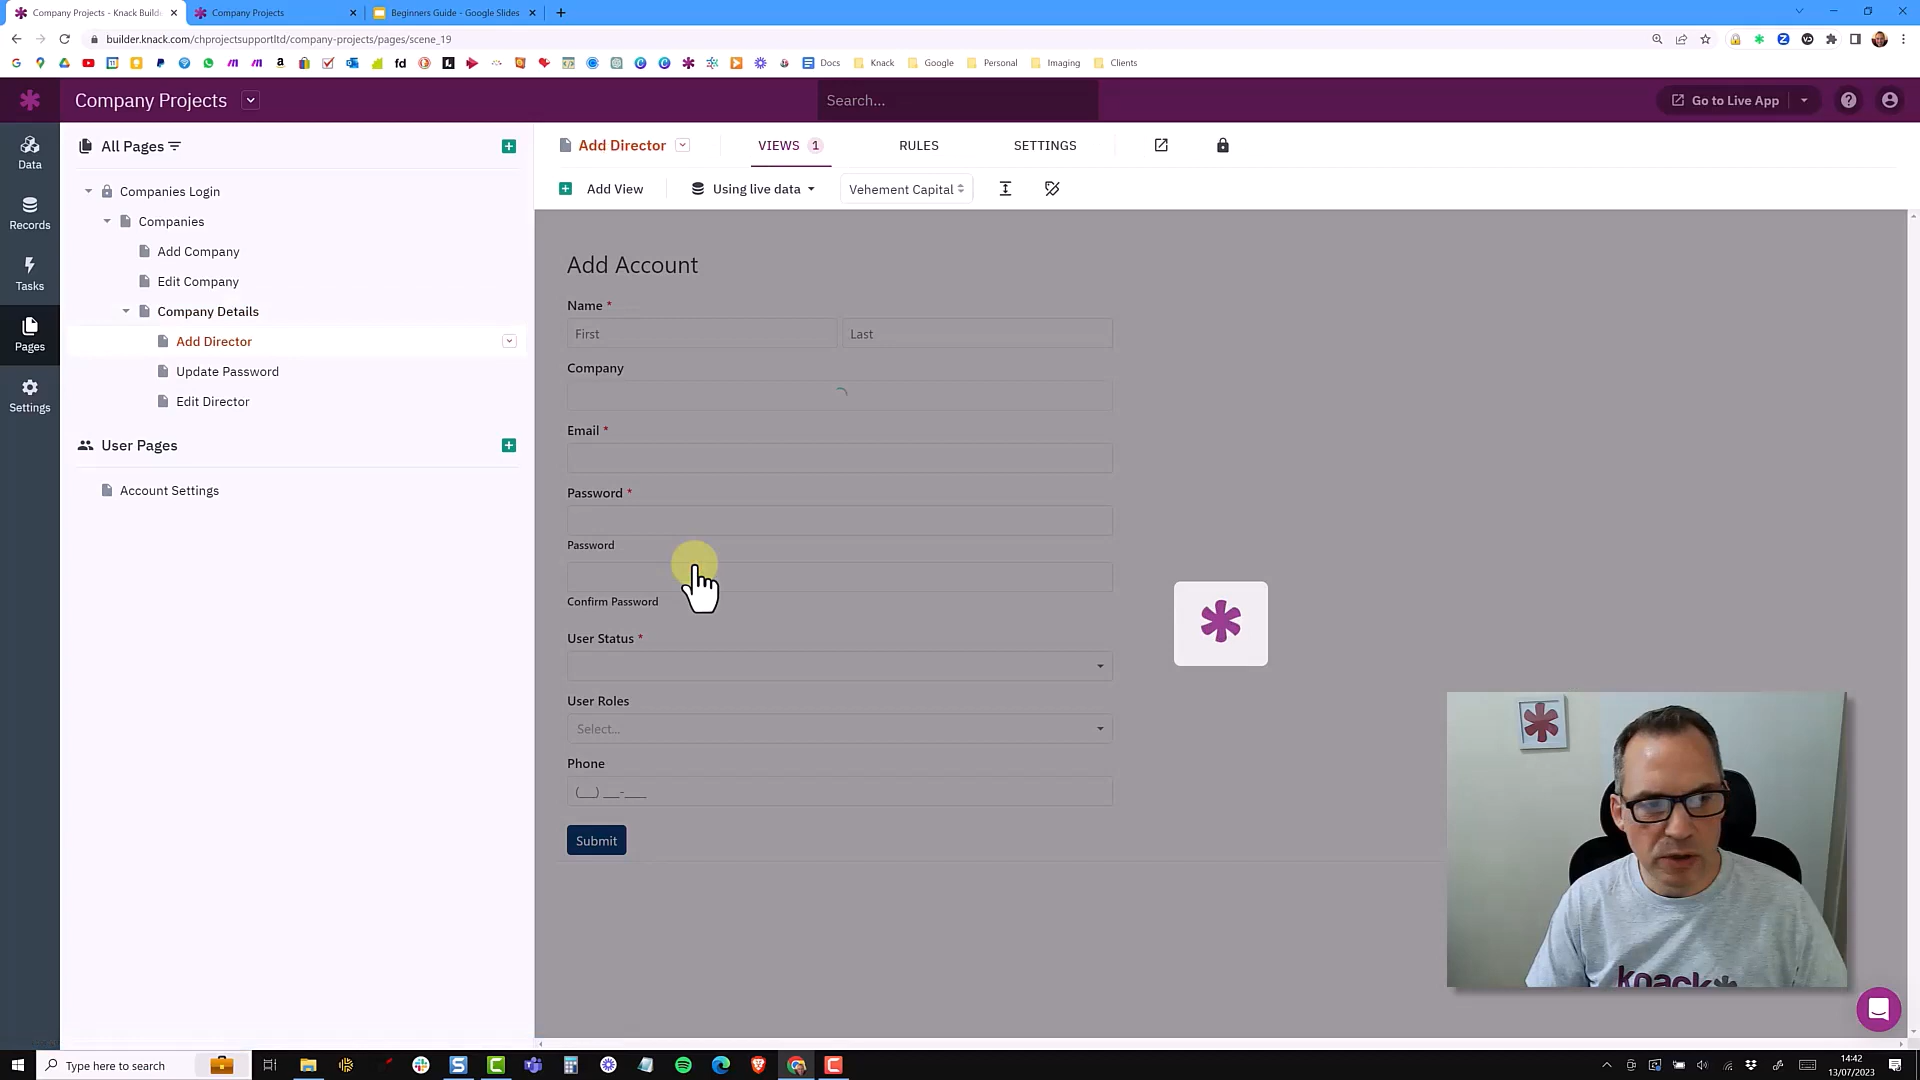 Company Projects - Knack Builde
Company Projects
Beginners Guide - Google Slides
builder.knack.com/chprojectsupportltd/company-projects/pages/scene_19
Docs
Knack
Google
Personal
Imaging
Clients
Company Projects
Search...
Go to Live App
Data
Records
Tasks
Pages
Settings
All Pages
Companies Login
Companies
Add Company
Edit Company
Company Details
Add Director
Update Password
Edit Director
User Pages
Account Settings
Add Director
VIEWS 1
RULES
SETTINGS
Add View
Using live data
Vehement Capital
Add Account
Name *
First
Last
Company
Email *
Password *
Password
Confirm Password
User Status *
User Roles
Select...
Phone
(__) __-___
Submit
knack
Type here to search
14:42
13/07/2023